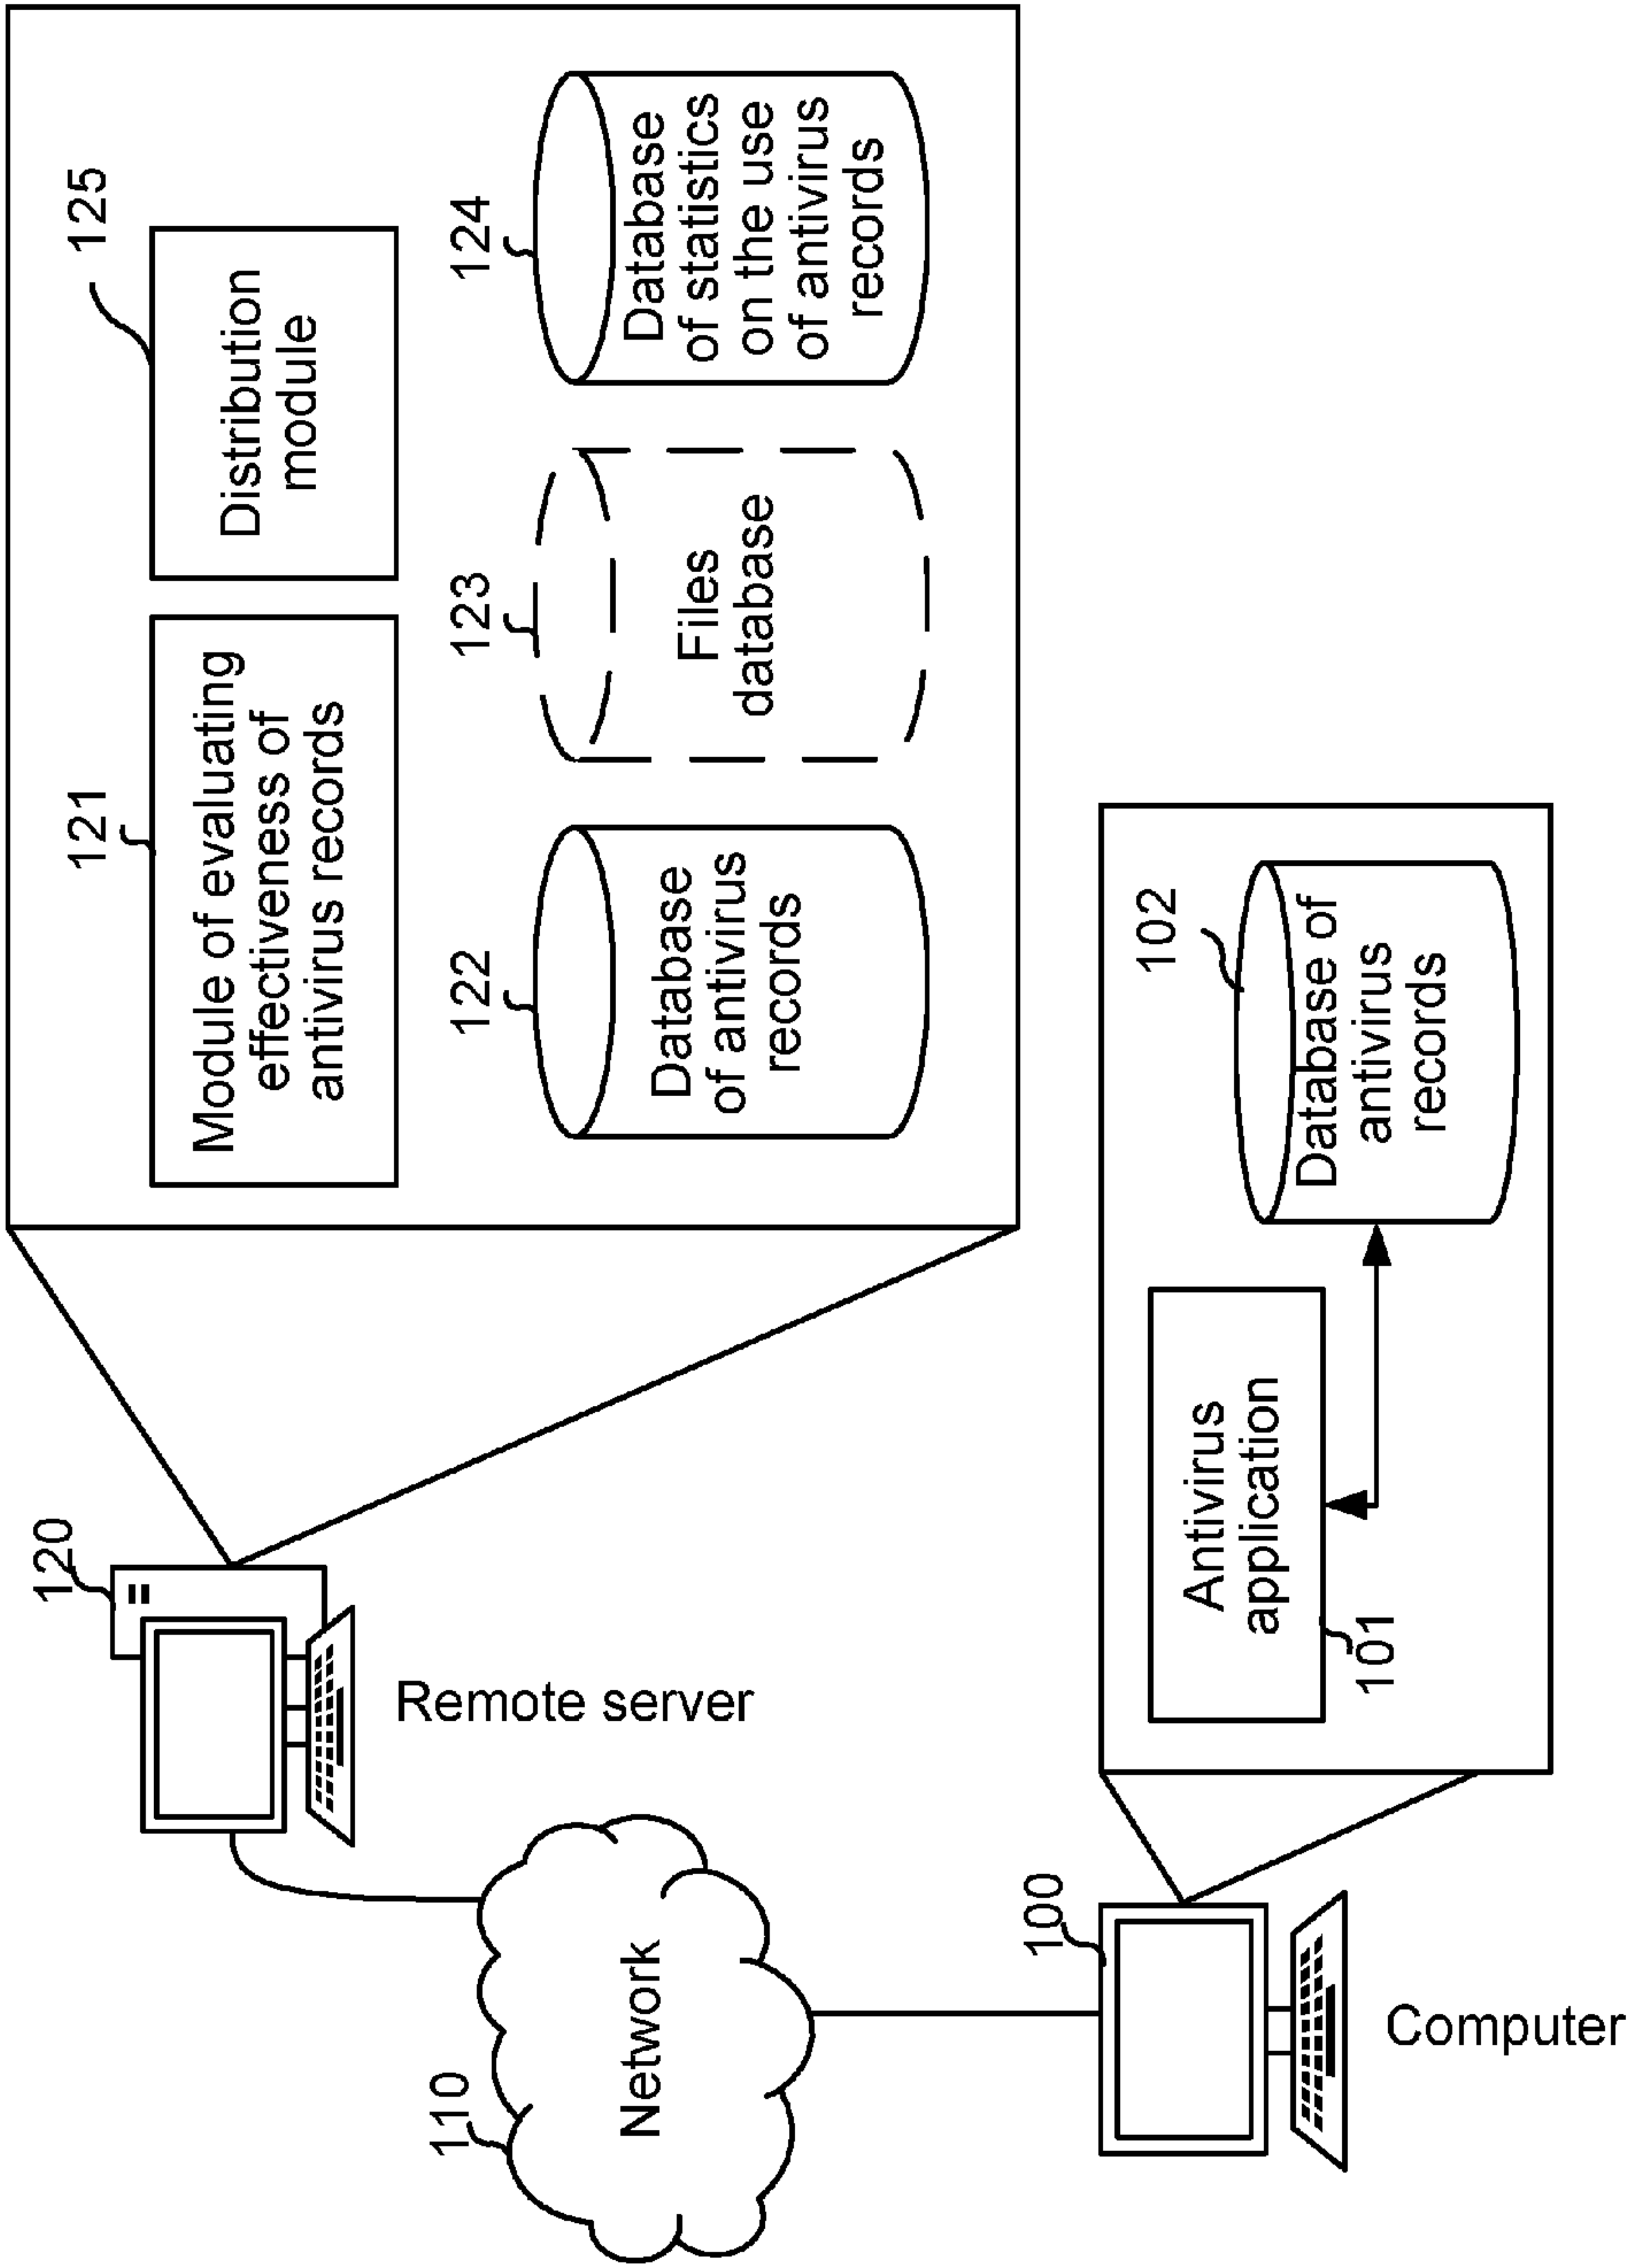 120
Remote server
110
Network
100
Computer
121
Module of evaluating
effectiveness of
antivirus records
125
Distribution
module
122
Database
of antivirus
records
123
Files
database
124
Database
of statistics
on the use
of antivirus
records
Antivirus
application
101
102
Database of
antivirus
records